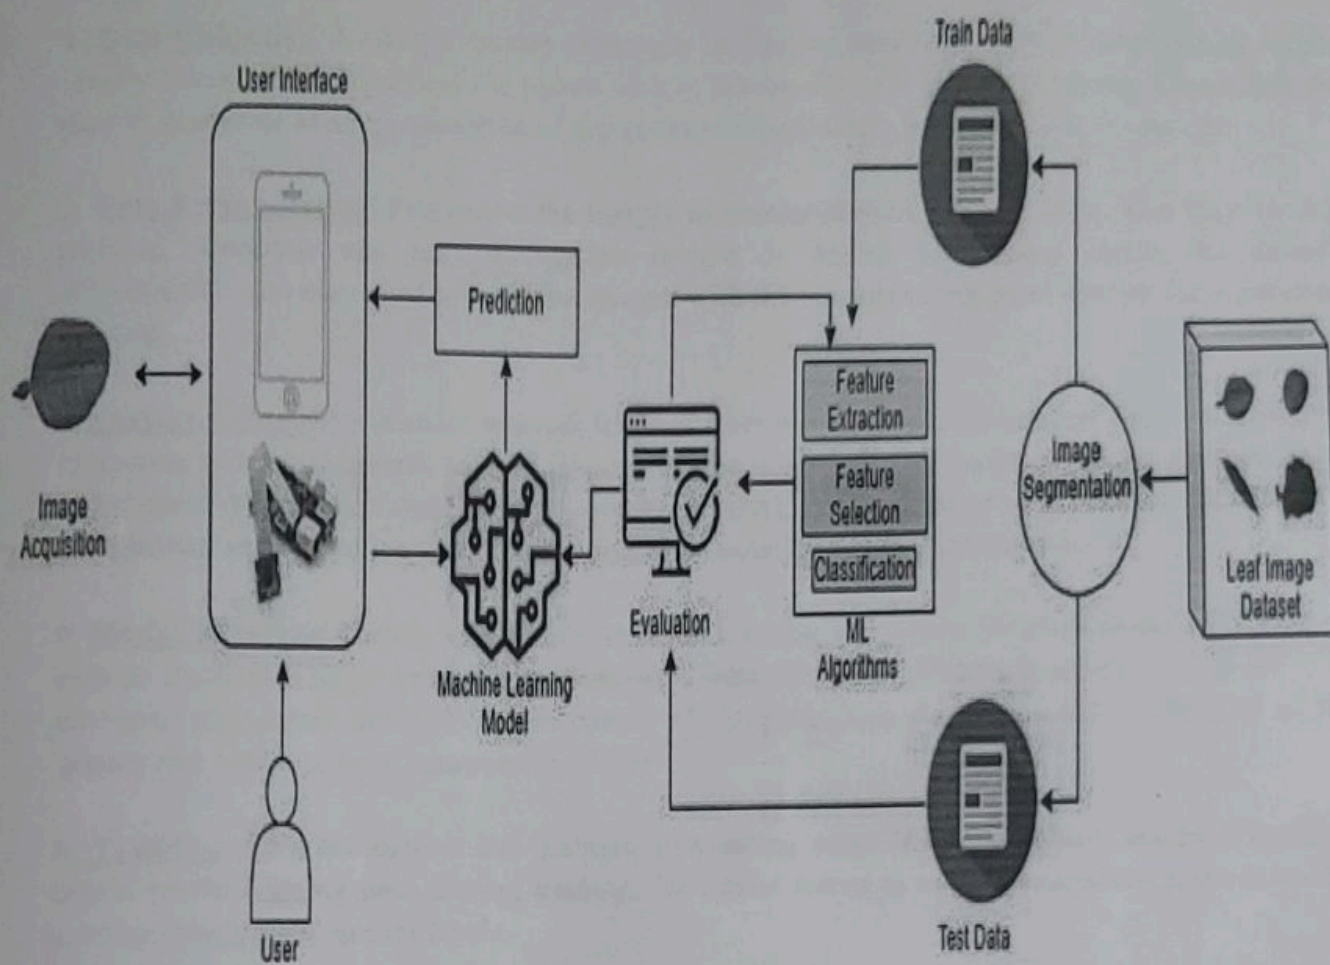 Train Data
User Interface
Prediction
Feature
Extraction
Feature
Selection
Classification
ML
Algorithms
Image
Segmentation
Leaf Image
Dataset
Image
Acquisition
Evaluation
Machine Learning
Model
User
Test Data